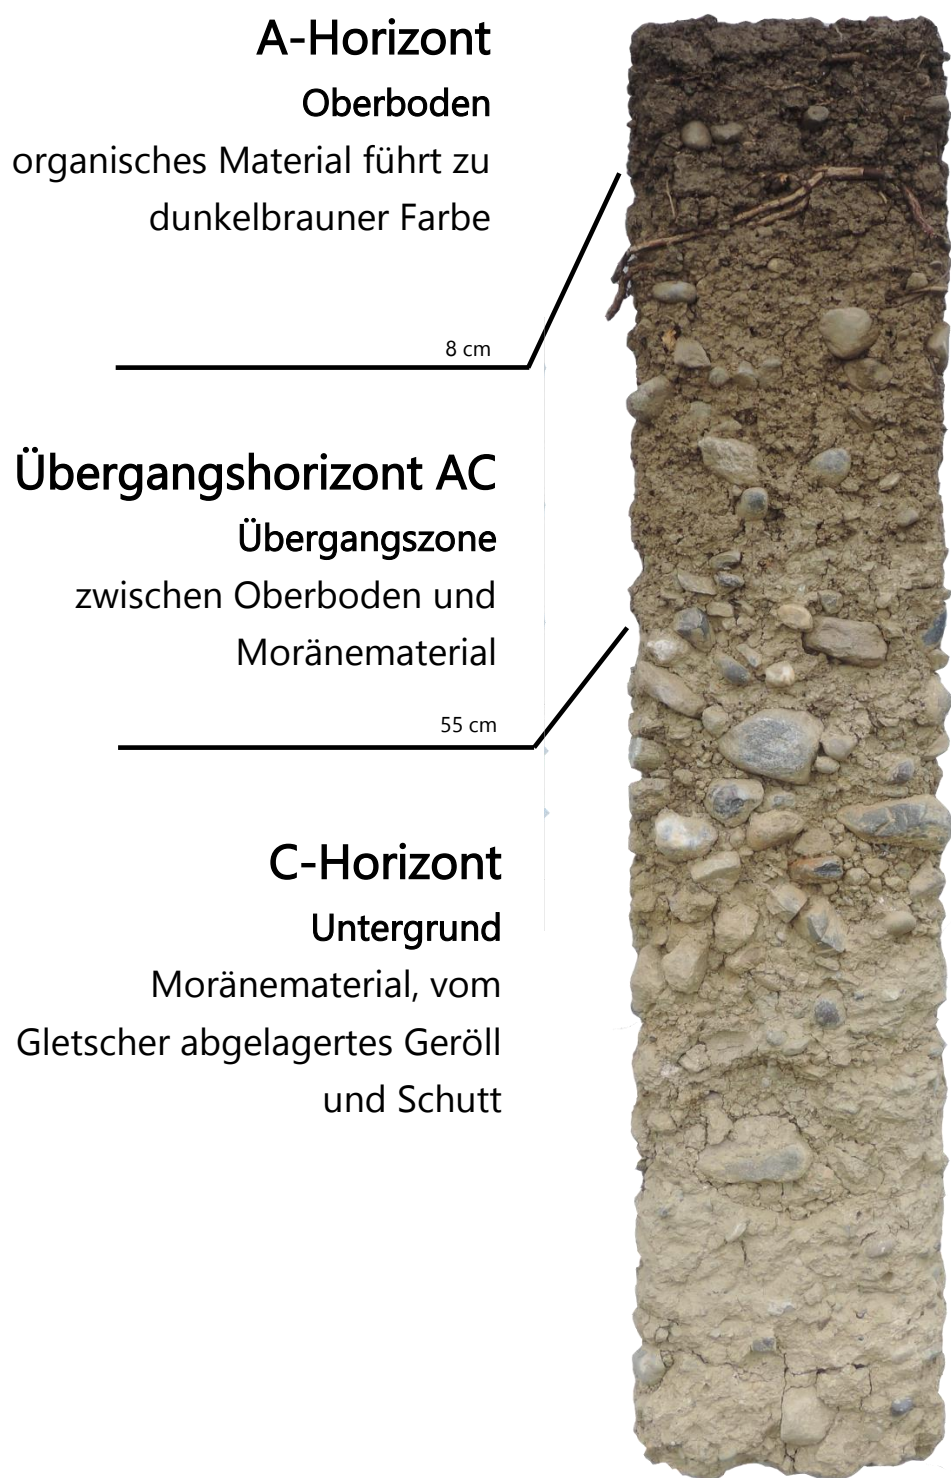 A-Horizont
Oberboden
organisches Material führt zu
dunkelbrauner Farbe
8 cm
Übergangshorizont AC
Übergangszone
zwischen Oberboden und
Moränematerial
55 cm
C-Horizont
Untergrund
Moränematerial, vom
Gletscher abgelagertes Geröll
und Schutt